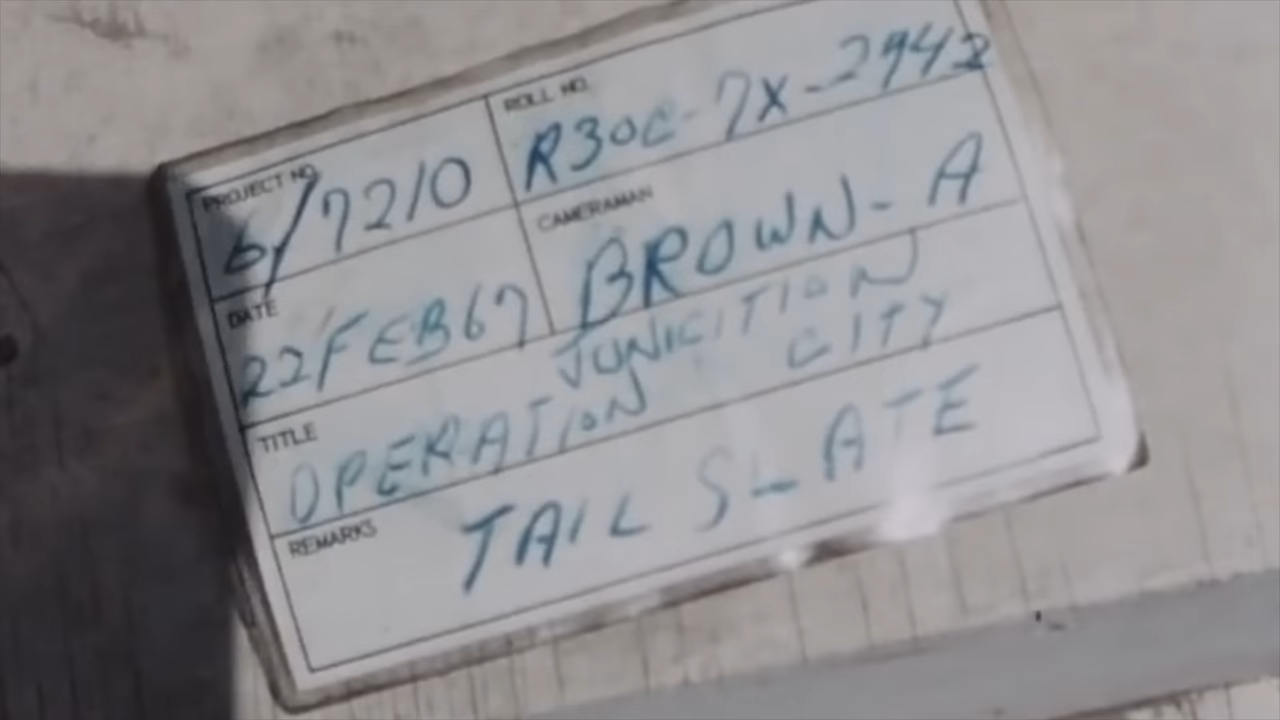 PROJECT NO.
6/7210
ROLL NO.
R30C-7X-2942
DATE
22FEB67
CAMERAMAN
BROWN-A
TITLE
OPERATION JUNICITION CITY
REMARKS
TAIL SLATE